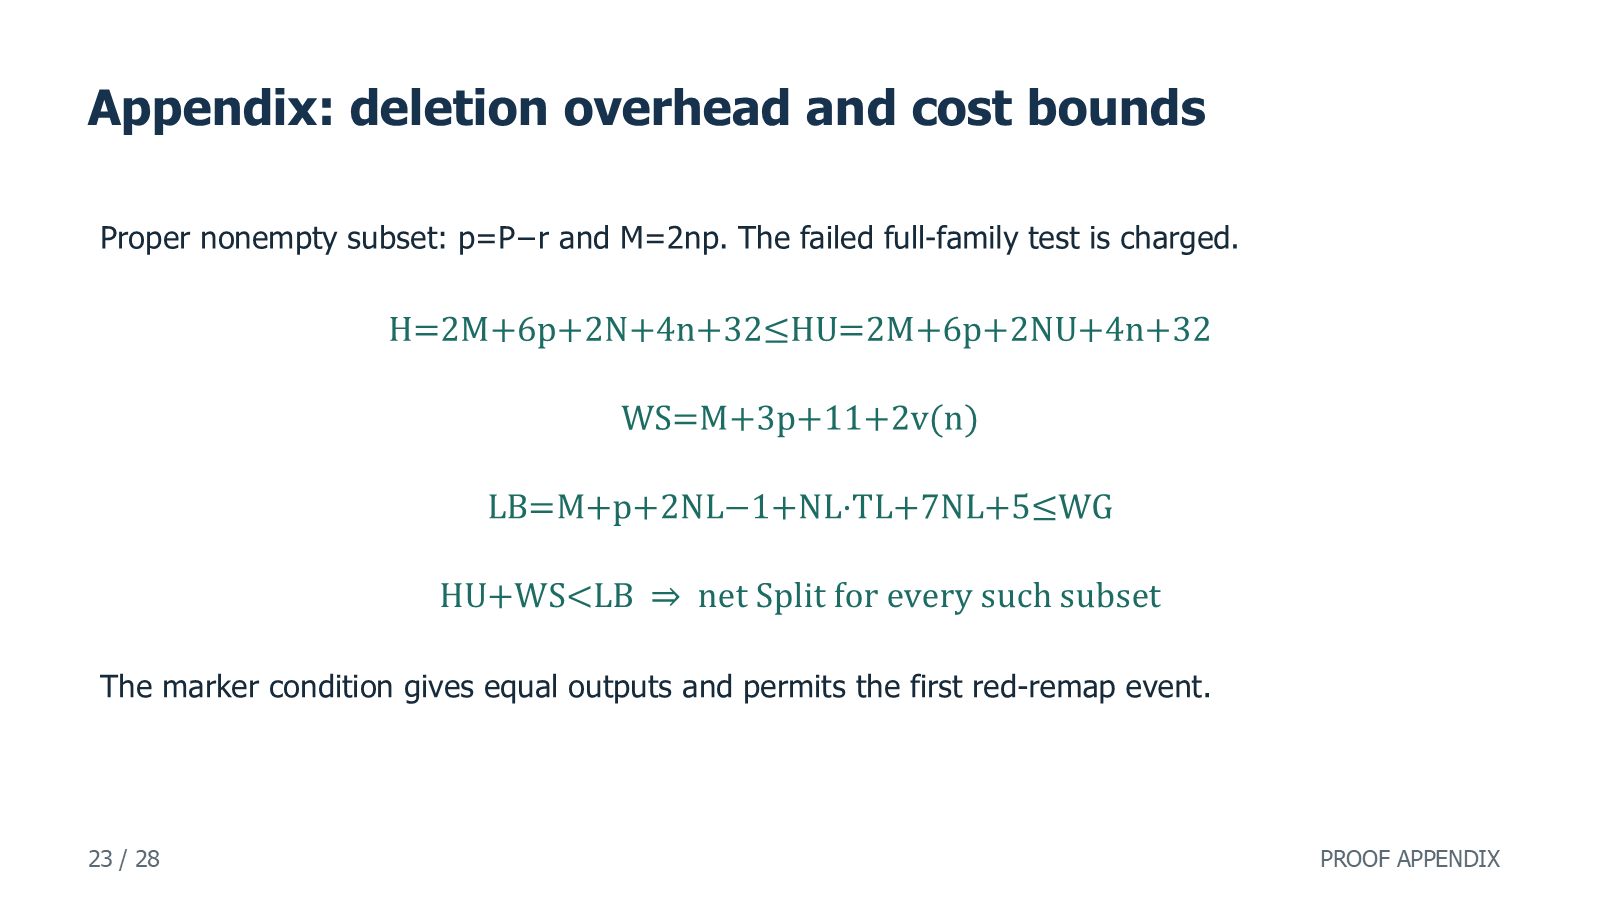 Appendix: deletion overhead and cost bounds
Proper nonempty subset: p=P−r and M=2np. The failed full-family test is charged.
H=2M+6p+2N+4n+32≤HU=2M+6p+2NU+4n+32
WS=M+3p+11+2v(n)
LB=M+p+2NL−1+NL·TL+7NL+5≤WG
HU+WS<LB ⇒ net Split for every such subset
The marker condition gives equal outputs and permits the first red-remap event.
23 / 28
PROOF APPENDIX